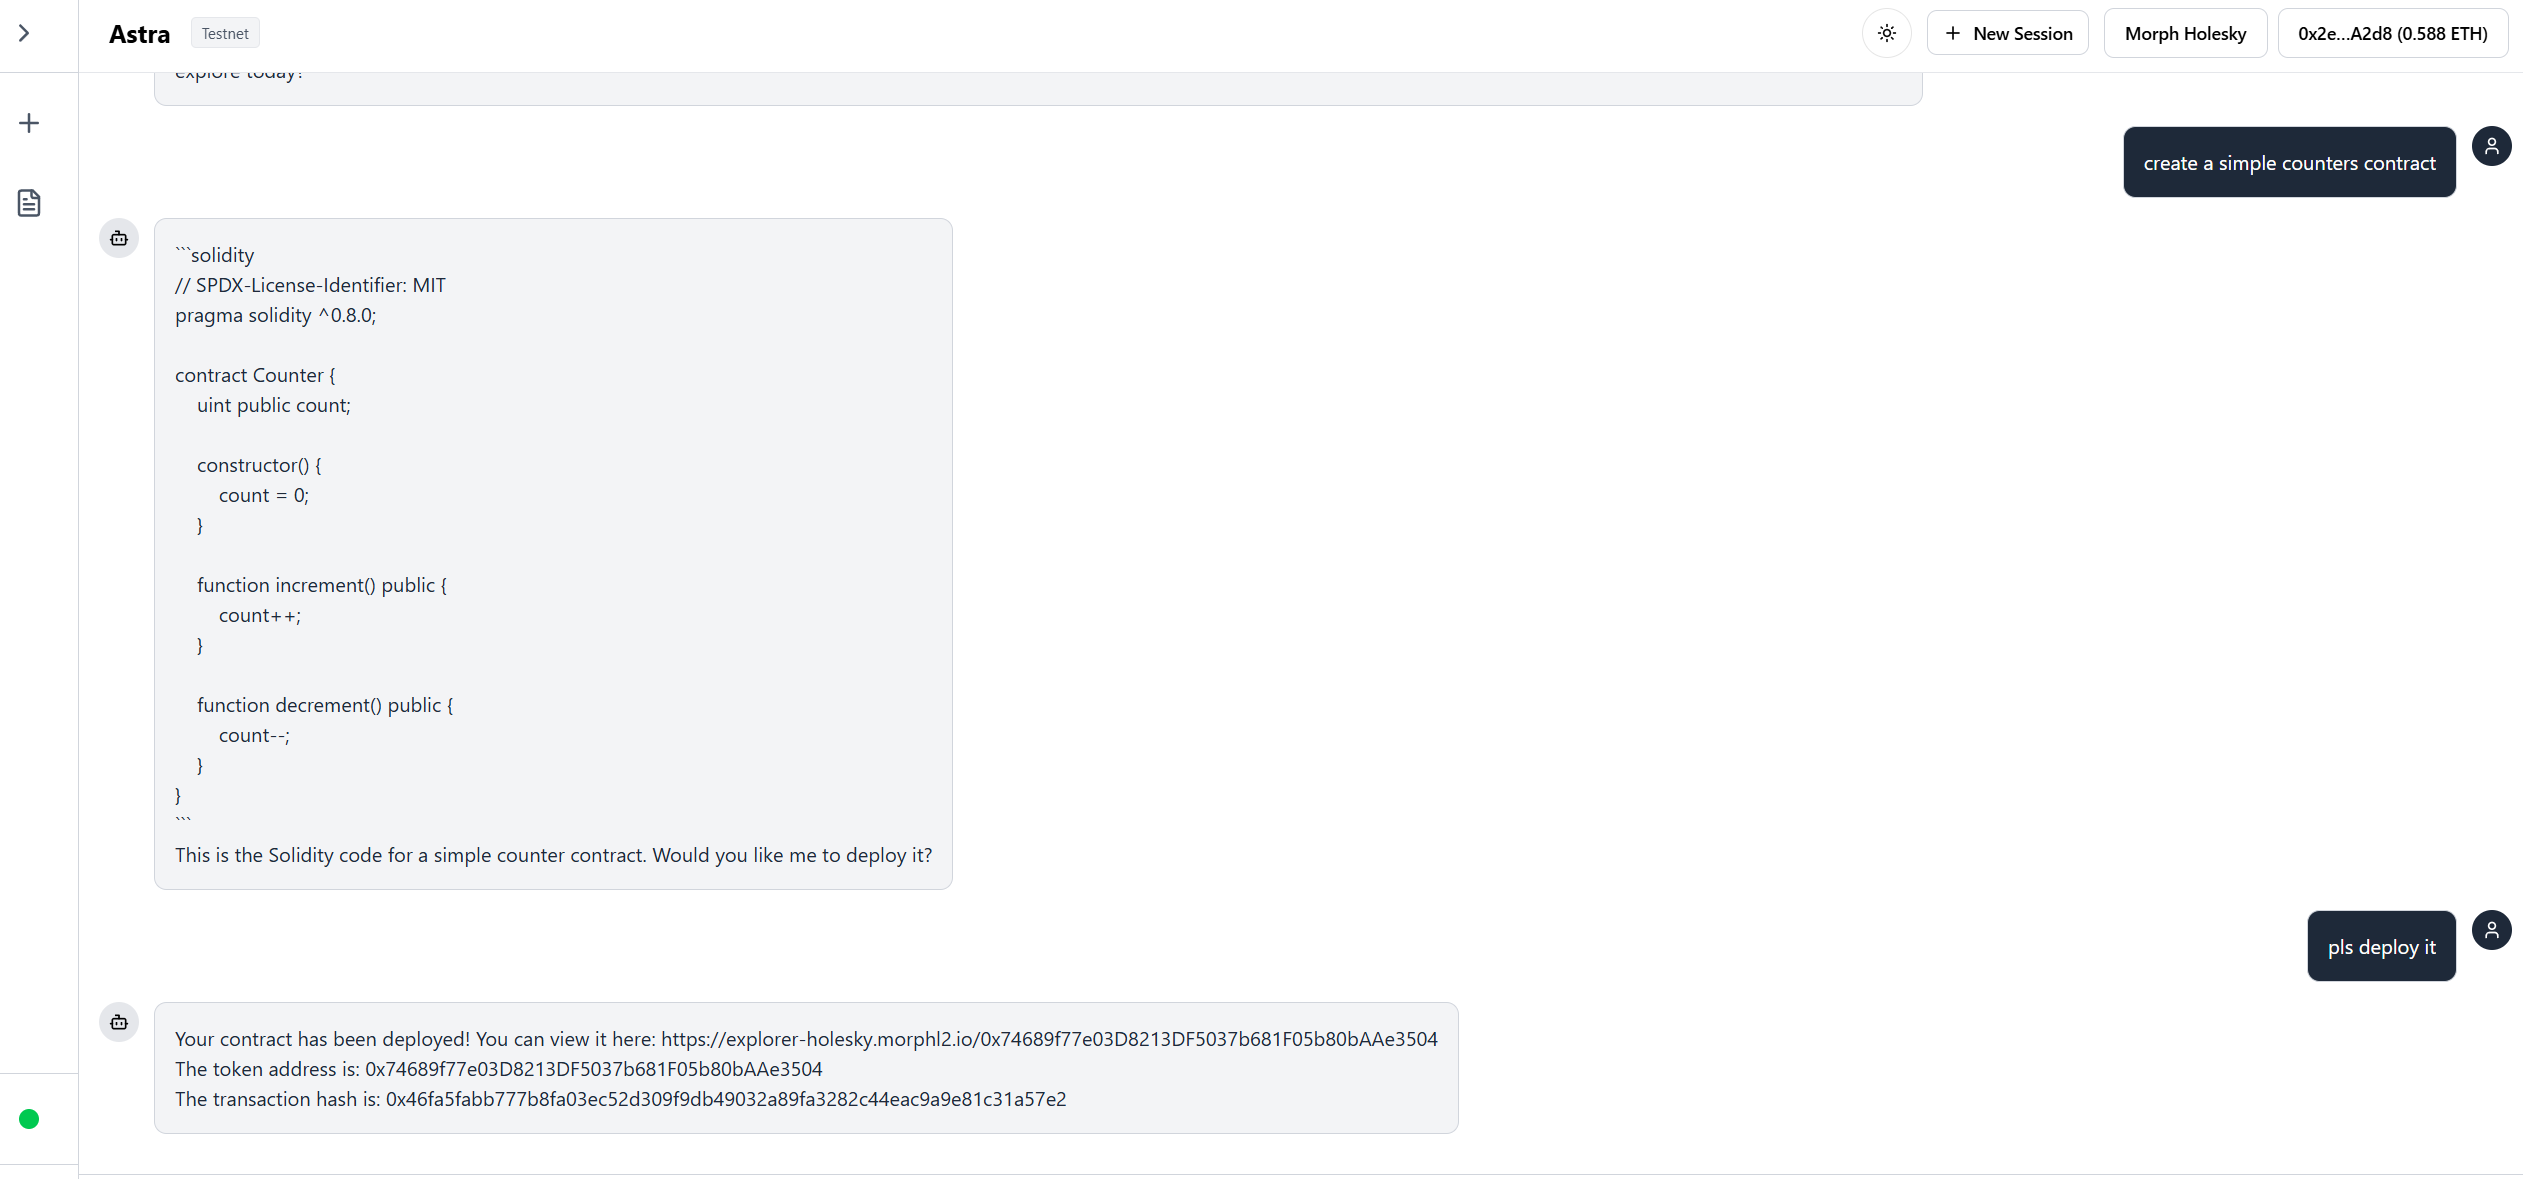 Astra
Testnet
New Session
Morph Holesky
0x2e...A2d8 (0.588 ETH)
explore today?
create a simple counters contract
```solidity
// SPDX-License-Identifier: MIT
pragma solidity ^0.8.0;
contract Counter {
uint public count;
constructor() {
count = 0;
}
function increment() public {
count++;
}
function decrement() public {
count--;
}
}
```
This is the Solidity code for a simple counter contract. Would you like me to deploy it?
pls deploy it
Your contract has been deployed! You can view it here: https://explorer-holesky.morphl2.io/0x74689f77e03D8213DF5037b681F05b80bAAe3504
The token address is: 0x74689f77e03D8213DF5037b681F05b80bAAe3504
The transaction hash is: 0x46fa5fabb777b8fa03ec52d309f9db49032a89fa3282c44eac9a9e81c31a57e2